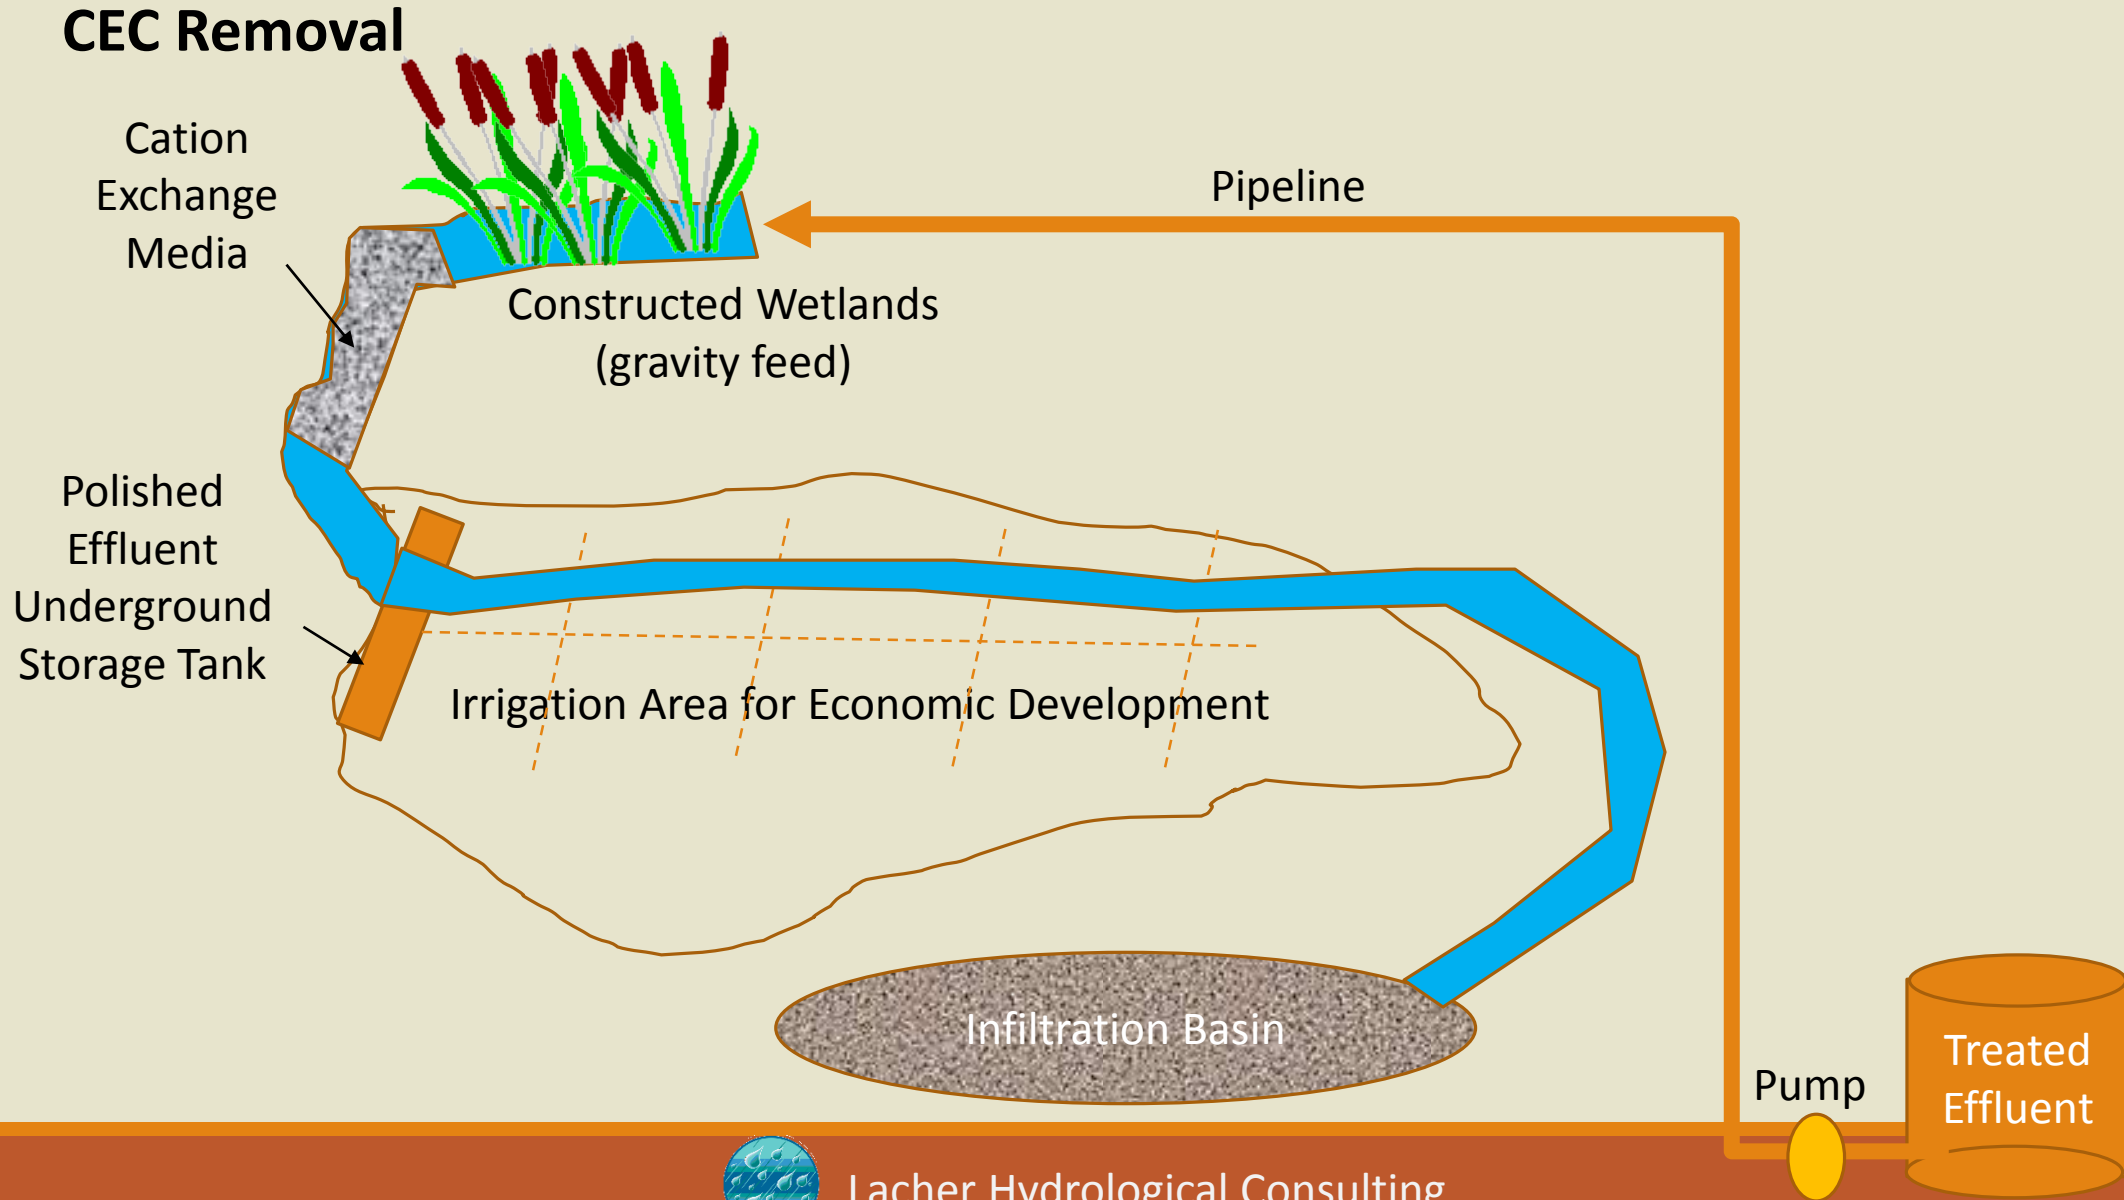 CEC Removal
Cation
Exchange
Media
Pipeline
Constructed Wetlands
(gravity feed)
Polished
Effluent
Underground
Storage Tank
Irrigation Area for Economic Development
Infiltration Basin
Pump
Treated
Effluent
Lacher Hydrological Consulting